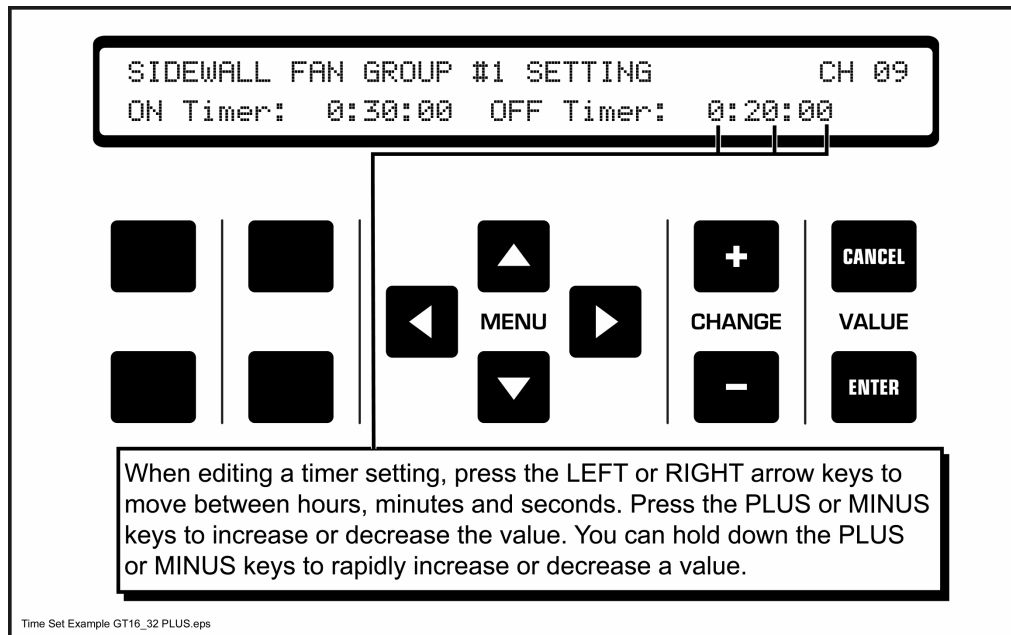 SIDEWALL FAN GROUP #1 SETTING CH 09
ON Timer: 0:30:00 OFF Timer: 0:20:00
+ CANCEL
MENU CHANGE VALUE
- ENTER
When editing a timer setting, press the LEFT or RIGHT arrow keys to
move between hours, minutes and seconds. Press the PLUS or MINUS
keys to increase or decrease the value. You can hold down the PLUS
or MINUS keys to rapidly increase or decrease a value.
Time Set Example GT16_32 PLUS.eps